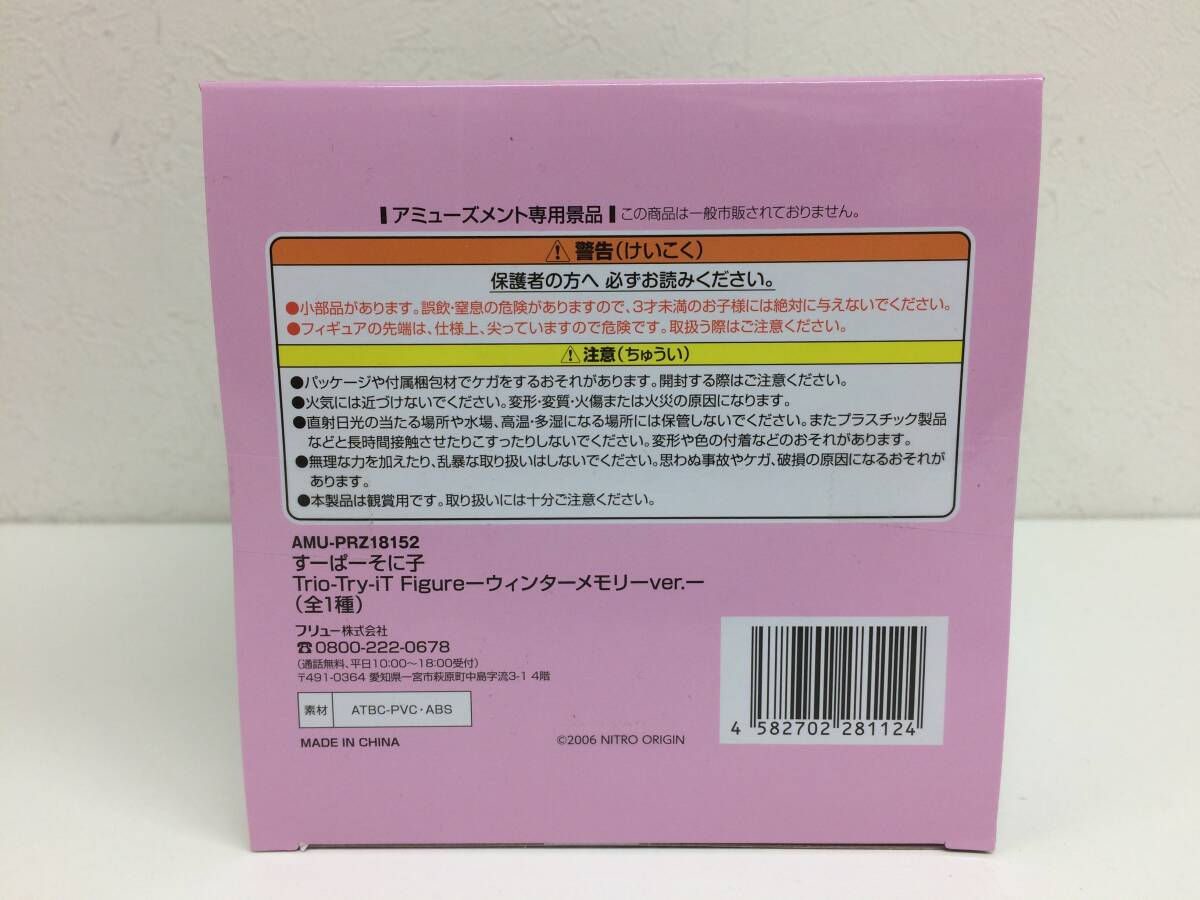 アミューズメント専用景品 この商品は一般市販されておりません。
警告(けいこく)
保護者の方へ 必ずお読みください。
●小部品があります。誤飲・窒息の危険がありますので、3才未満のお子様には絶対に与えないでください。
●フィギュアの先端は、仕様上、尖っていますので危険です。取扱う際はご注意ください。
注意(ちゅうい)
●パッケージや付属梱包材でケガをするおそれがあります。開封する際はご注意ください。
●火気には近づけないでください。変形・変質・火傷または火災の原因になります。
●直射日光の当たる場所や水場、高温・多湿になる場所には保管しないでください。またプラスチック製品
などと長時間接触させたりこすったりしないでください。変形や色の付着などのおそれがあります。
●無理な力を加えたり、乱暴な取り扱いはしないでください。思わぬ事故やケガ、破損の原因になるおそれが
あります。
●本製品は観賞用です。取り扱いには十分ご注意ください。
AMU-PRZ18152
すーぱーそに子
Trio-Try-iT Figureーウィンターメモリーver.ー
(全1種)
フリュー株式会社
☎0800-222-0678
(通話無料、平日10:00~18:00受付)
〒491-0364 愛知県一宮市萩原町中島字流3-1 4階
素材 ATBC-PVC・ABS
MADE IN CHINA
©2006 NITRO ORIGIN
4 582702 281124